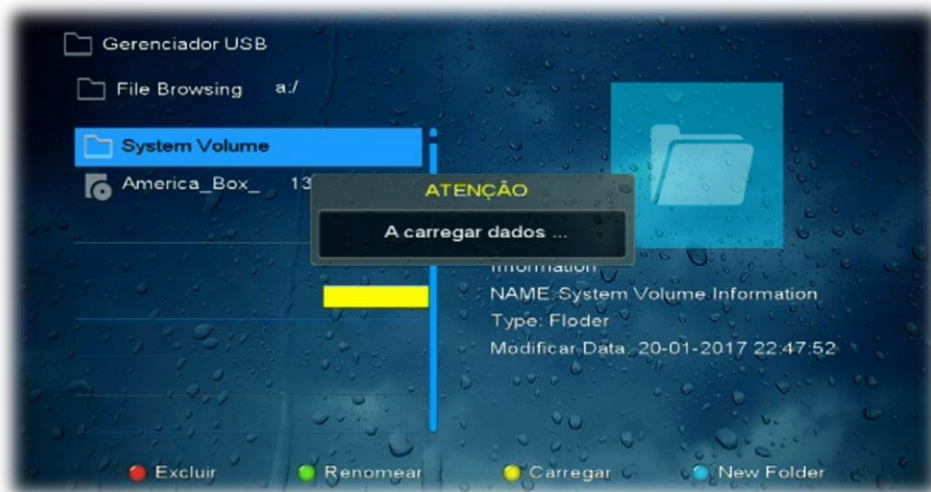 Gerenciador USB
File Browsing a:/
System Volume
America_Box_ 13
ATENÇÃO
A carregar dados ...
Information
NAME:System Volume Information
Type: Floder
Modificar Data: 20-01-2017 22:47:52
Excluir Renomear Carregar New Folder